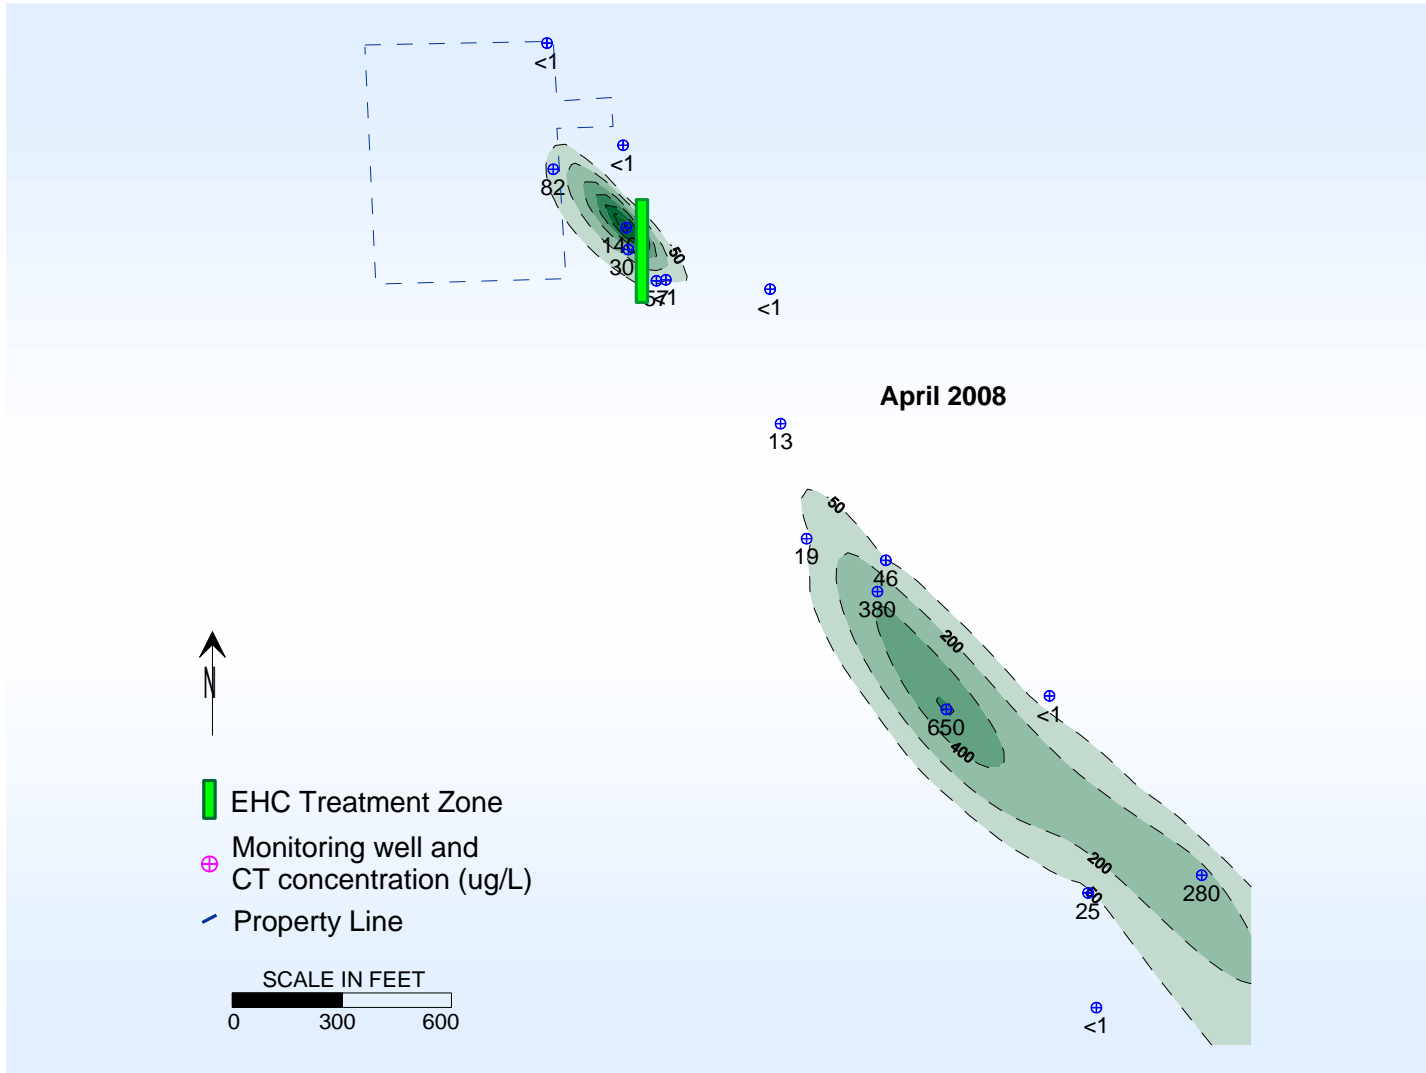 <1
<1
82
30
50
<1
<1
April 2008
13
50
19
46
380
200
<1
650
400
N
200
280
50
25
EHC Treatment Zone
Monitoring well and
CT concentration (ug/L)
Property Line
SCALE IN FEET
0 300 600
<1